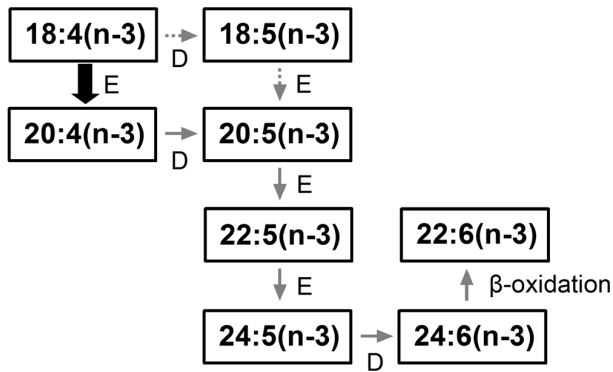 18:4(n-3) 18:5(n-3)
D
E E
20:4(n-3) 20:5(n-3)
D
E
22:5(n-3) 22:6(n-3)
E β-oxidation
24:5(n-3) 24:6(n-3)
D